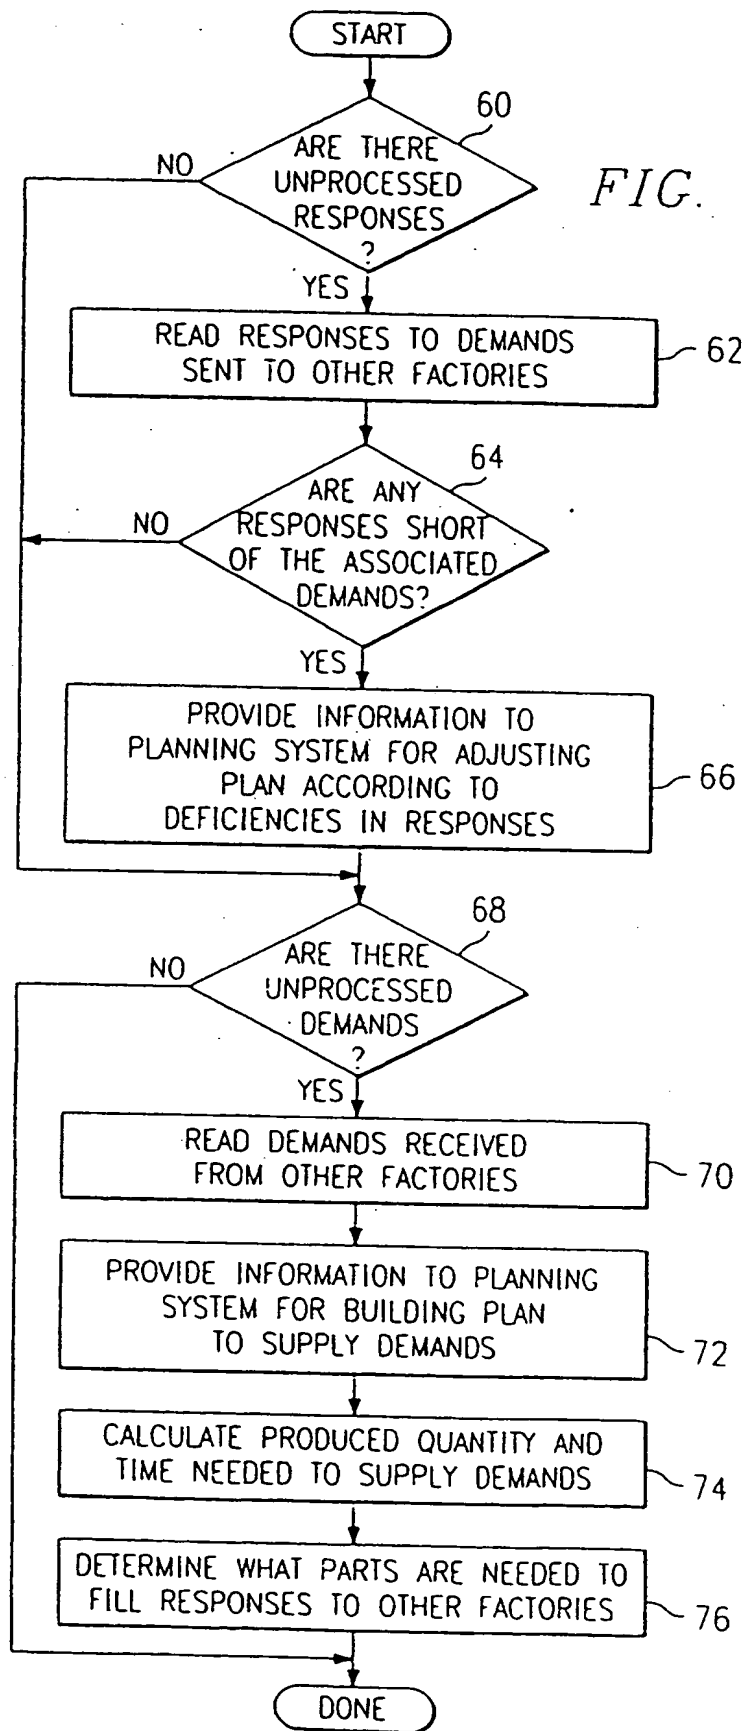 START
60
ARE THERE
UNPROCESSED
RESPONSES
?
NO
FIG.
YES
READ RESPONSES TO DEMANDS
SENT TO OTHER FACTORIES
62
64
ARE ANY
RESPONSES SHORT
OF THE ASSOCIATED
DEMANDS?
NO
YES
PROVIDE INFORMATION TO
PLANNING SYSTEM FOR ADJUSTING
PLAN ACCORDING TO
DEFICIENCIES IN RESPONSES
66
68
ARE THERE
UNPROCESSED
DEMANDS
?
NO
YES
READ DEMANDS RECEIVED
FROM OTHER FACTORIES
70
PROVIDE INFORMATION TO PLANNING
SYSTEM FOR BUILDING PLAN
TO SUPPLY DEMANDS
72
CALCULATE PRODUCED QUANTITY AND
TIME NEEDED TO SUPPLY DEMANDS
74
DETERMINE WHAT PARTS ARE NEEDED TO
FILL RESPONSES TO OTHER FACTORIES
76
DONE